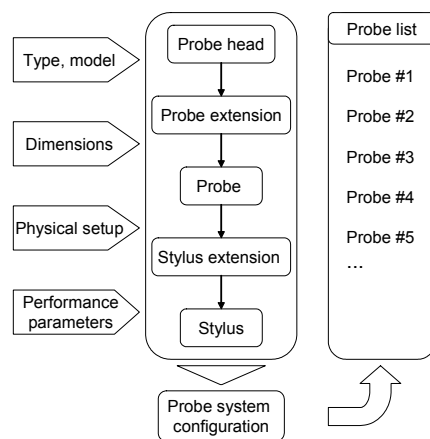 Type, model
Dimensions
Physical setup
Performance
parameters
Probe head
Probe extension
Probe
Stylus extension
Stylus
Probe system
configuration
Probe list
Probe #1
Probe #2
Probe #3
Probe #4
Probe #5
...